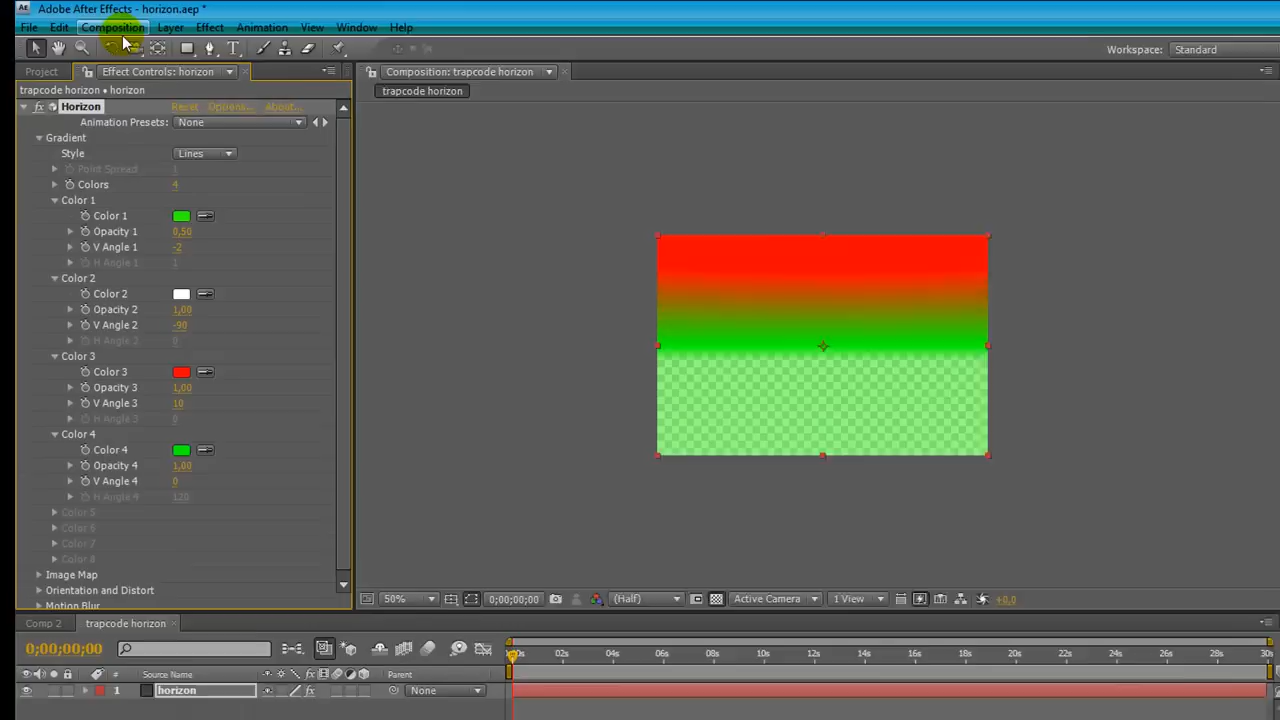 Ae Adobe After Effects - horizon.aep *
File Edit Composition Layer Effect Animation View Window Help
T Workspace: Standard
Project Effect Controls: horizon Composition: trapcode horizon
trapcode horizon • horizon trapcode horizon
fx Horizon Reset Options... About...
Animation Presets: None
Gradient
Style Lines
Point Spread 1
Colors 4
Color 1
Color 1
Opacity 1 0,50
V Angle 1 -2
H Angle 1 1
Color 2
Color 2
Opacity 2 1,00
V Angle 2 -90
H Angle 2 0
Color 3
Color 3
Opacity 3 1,00
V Angle 3 10
H Angle 3 0
Color 4
Color 4
Opacity 4 1,00
V Angle 4 0
H Angle 4 120
Color 5
Color 6
Color 7
Color 8
Image Map
Orientation and Distort
Motion Blur
50% 0;00;00;00 (Half) Active Camera 1 View +0,0
Comp 2 trapcode horizon
0;00;00;00 02s 04s 06s 08s 10s 12s 14s 16s 18s 20s 22s 24s 26s 28s 30s
# Source Name fx Parent
1 horizon fx None